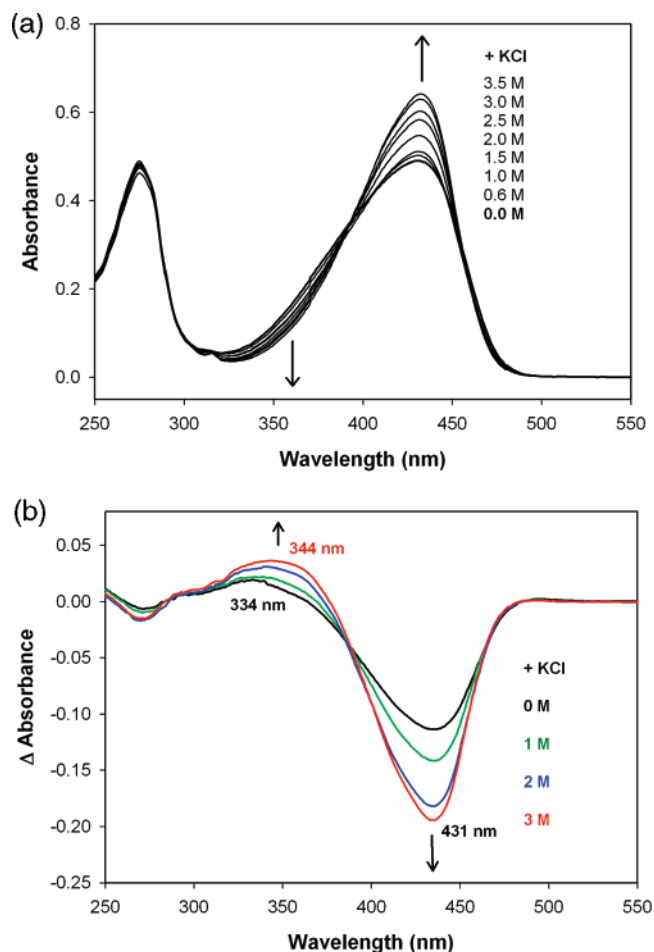 (a)
0.8
0.6
0.4
0.2
0.0
Absorbance
+ KCl
3.5 M
3.0 M
2.5 M
2.0 M
1.5 M
1.0 M
0.6 M
0.0 M
250 300 350 400 450 500 550
Wavelength (nm)
(b)
0.05
0.00
-0.05
-0.10
-0.15
-0.20
-0.25
Δ Absorbance
344 nm
334 nm
+ KCl
0 M
1 M
2 M
3 M
431 nm
250 300 350 400 450 500 550
Wavelength (nm)